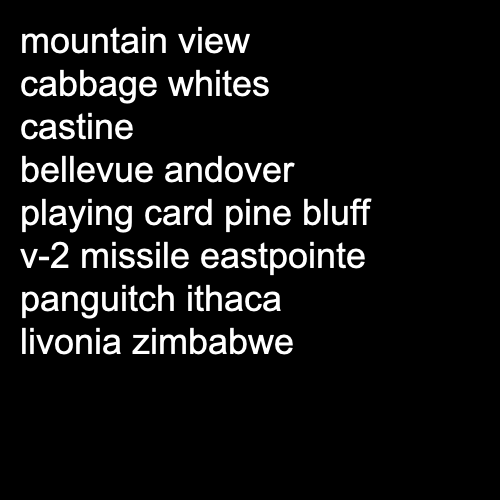 mountain view
cabbage whites
castine
bellevue andover
playing card pine bluff
v-2 missile eastpointe
panguitch ithaca
livonia zimbabwe